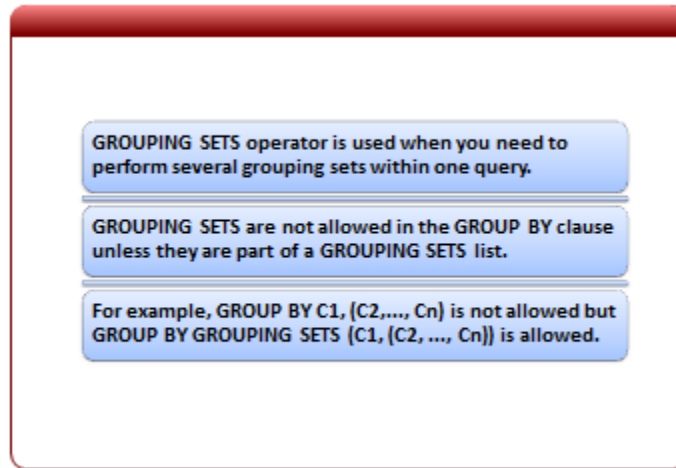 GROUPING SETS operator is used when you need to
perform several grouping sets within one query.
GROUPING SETS are not allowed in the GROUP BY clause
unless they are part of a GROUPING SETS list.
For example, GROUP BY C1, (C2,..., Cn) is not allowed but
GROUP BY GROUPING SETS (C1, (C2, ..., Cn)) is allowed.